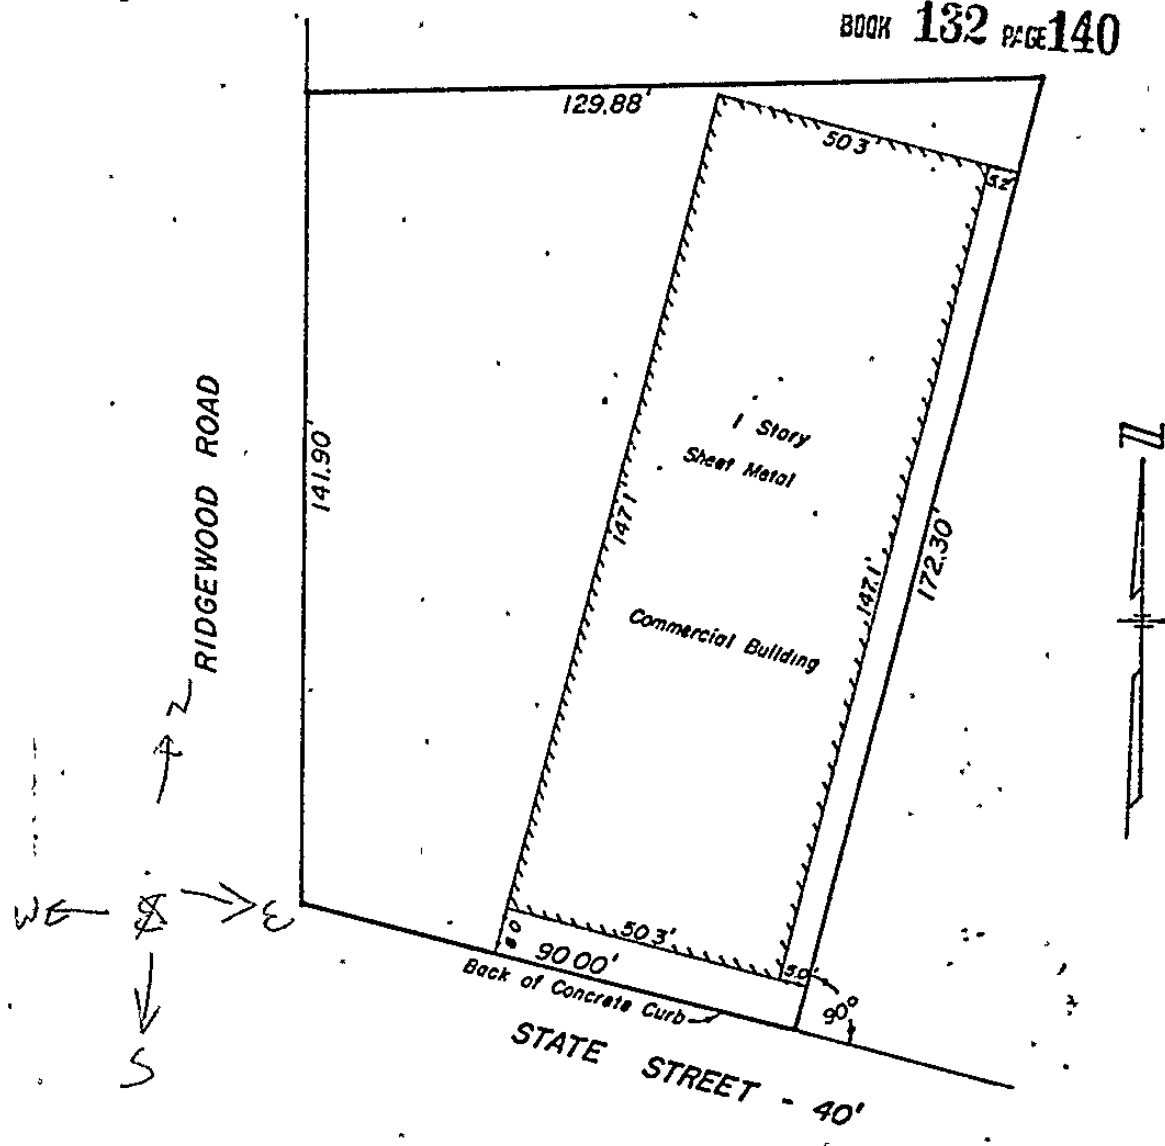 BOOK 132 PAGE 140
129.88'
50 3'
5.2'
N
1 Story
Sheet Metal
RIDGEWOOD ROAD
141.90'
147.1
147.1'
172.30'
Commercial Building
N
W
E
S
8 0
50 3'
90 00'
5.0'
90°
Back of Concrete Curb
STATE STREET - 40'